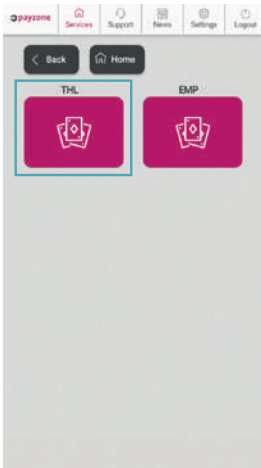 payzone
Services
Support
News
Settings
Logout
< Back
Home
THL
EMP